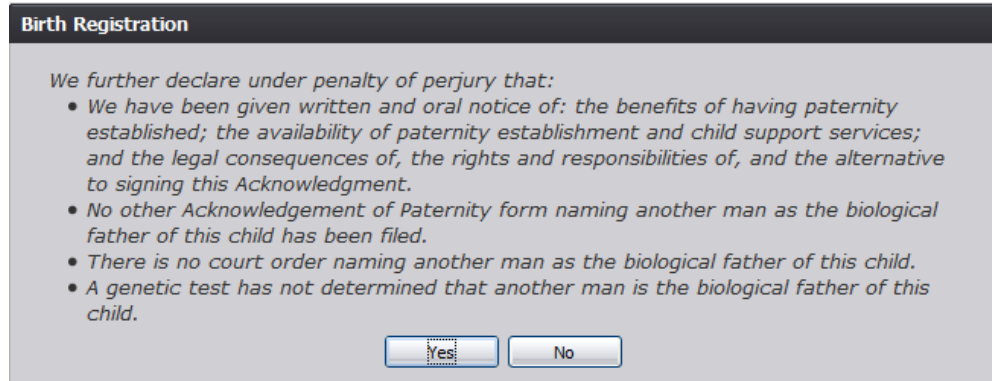 Birth Registration
We further declare under penalty of perjury that:
• We have been given written and oral notice of: the benefits of having paternity
established; the availability of paternity establishment and child support services;
and the legal consequences of, the rights and responsibilities of, and the alternative
to signing this Acknowledgment.
• No other Acknowledgement of Paternity form naming another man as the biological
father of this child has been filed.
• There is no court order naming another man as the biological father of this child.
• A genetic test has not determined that another man is the biological father of this
child.
Yes No